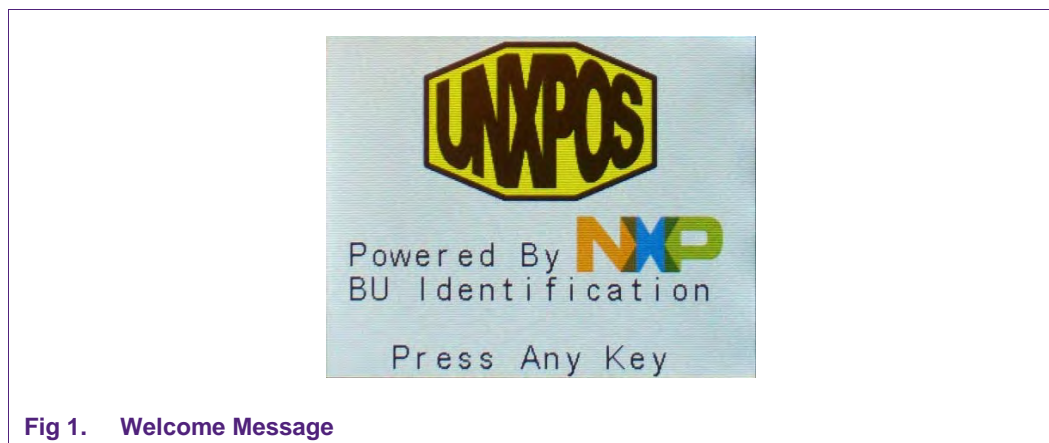 UNXPOS
Powered By NXP
BU Identification
Press Any Key
Fig 1. Welcome Message